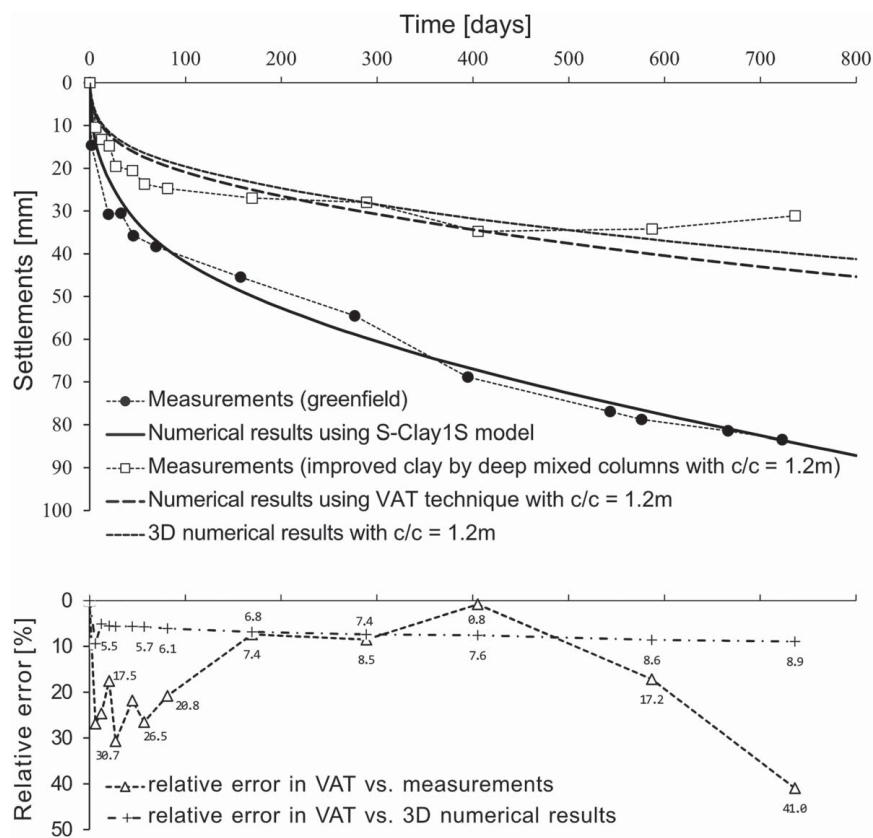 Time [days]
0 100 200 300 400 500 600 700 800
0
10
20
30
40
50
60
70
80
90
100
Settlements [mm]
Measurements (greenfield)
Numerical results using S-Clay1S model
Measurements (improved clay by deep mixed columns with c/c = 1.2m)
Numerical results using VAT technique with c/c = 1.2m
3D numerical results with c/c = 1.2m
0
10
20
30
40
50
Relative error [%]
6.8 7.4 0.8
5.5 5.7 6.1 7.4 8.5 7.6 8.6 8.9
17.5 20.8 17.2
30.7 26.5
41.0
relative error in VAT vs. measurements
relative error in VAT vs. 3D numerical results